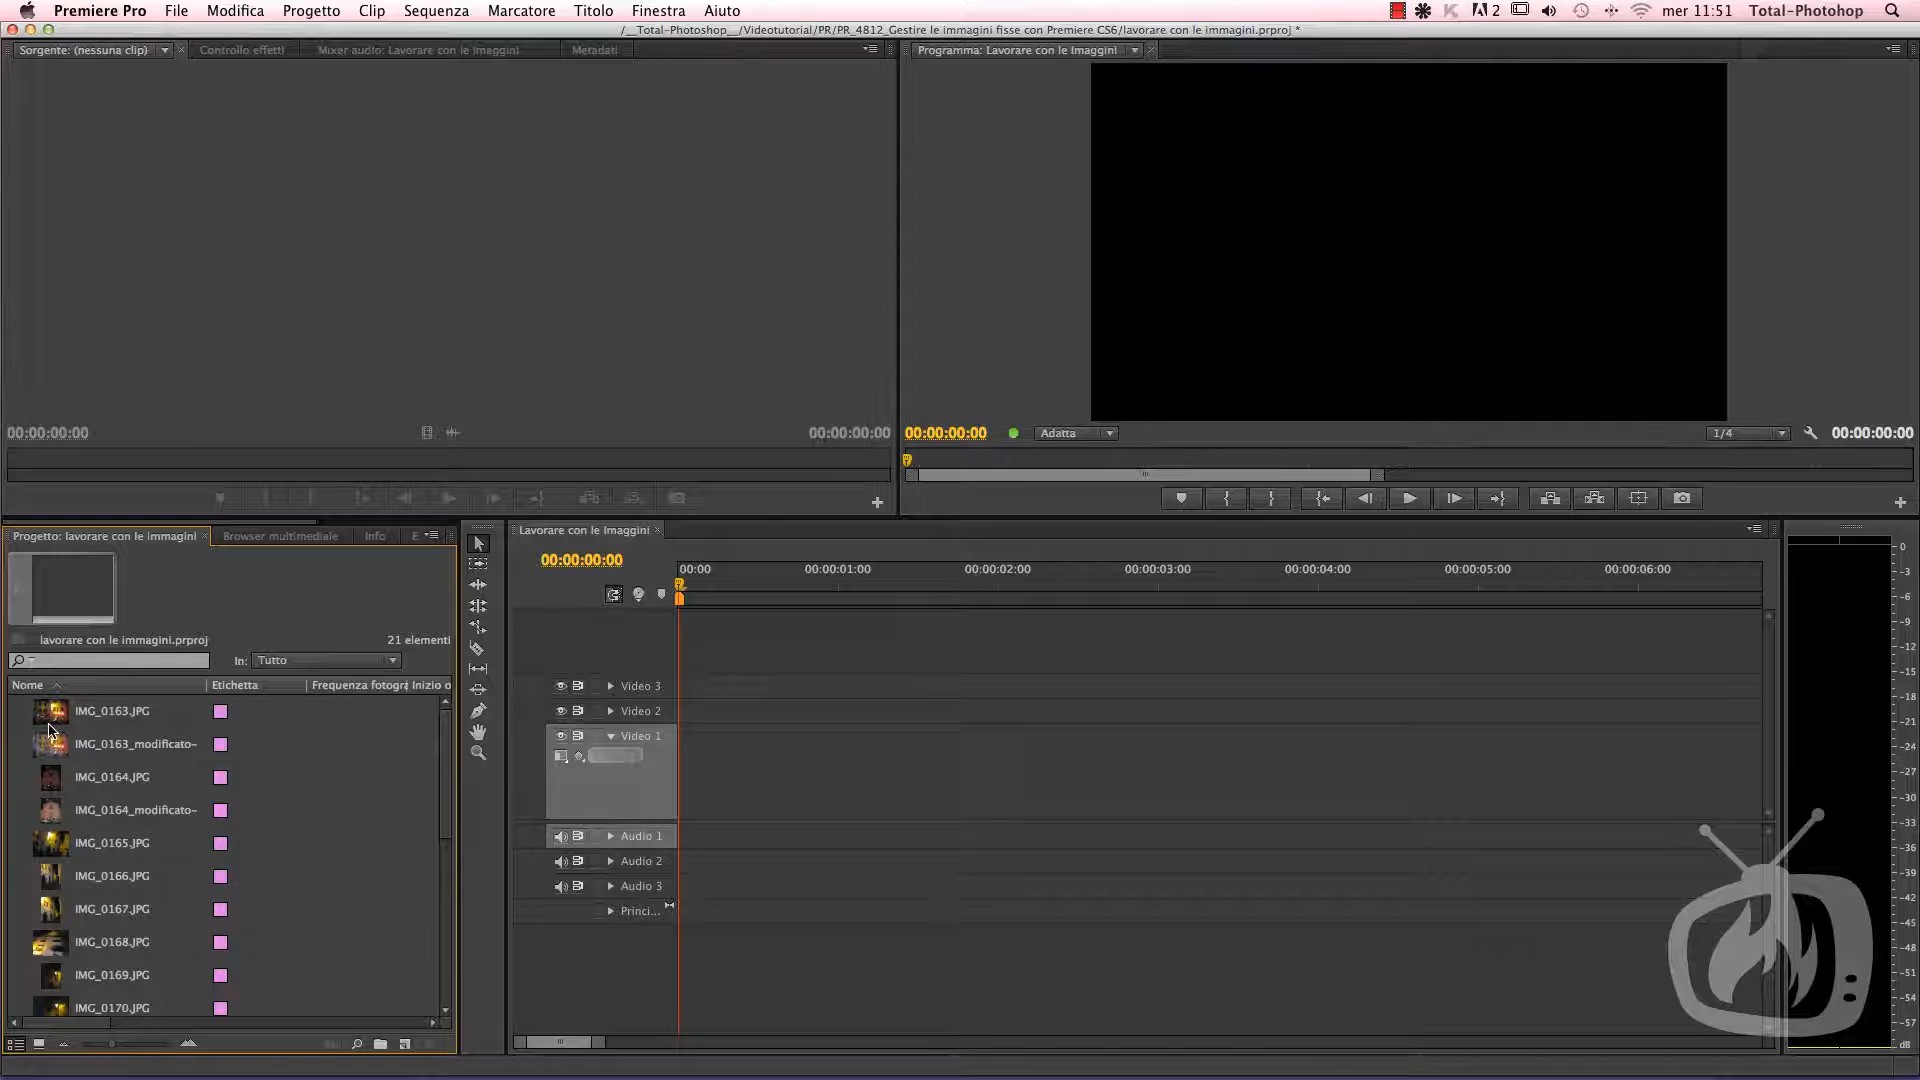 Premiere Pro File Modifica Progetto Clip Sequenza Marcatore Titolo Finestra Aiuto 2 mer 11:51 Total-Photohop
/__Total-Photoshop__/Videotutorial/PR/PR_4812_Gestire le immagini fisse con Premiere CS6/lavorare con le immagini.prproj *
Sorgente: (nessuna clip) Controllo effetti Mixer audio: Lavorare con le Imaggini Metadati Programma: Lavorare con le Imaggini
00:00:00:00 00:00:00:00 00:00:00:00 Adatta 1/4 00:00:00:00
Progetto: lavorare con le immagini Browser multimediale Info E
lavorare con le immagini.prproj 21 elementi
In: Tutto
Nome Etichetta Frequenza fotogra Inizio o
IMG_0163.JPG
IMG_0163_modificato-
IMG_0164.JPG
IMG_0164_modificato-
IMG_0165.JPG
IMG_0166.JPG
IMG_0167.JPG
IMG_0168.JPG
IMG_0169.JPG
IMG_0170.JPG
Lavorare con le Imaggini
00:00:00:00
00:00 00:00:01:00 00:00:02:00 00:00:03:00 00:00:04:00 00:00:05:00 00:00:06:00
Video 3
Video 2
Video 1
Audio 1
Audio 2
Audio 3
Princi...
0
-3
-6
-9
-12
-15
-18
-21
-24
-27
-30
-33
-36
-39
-42
-45
-48
-51
-54
-57
dB